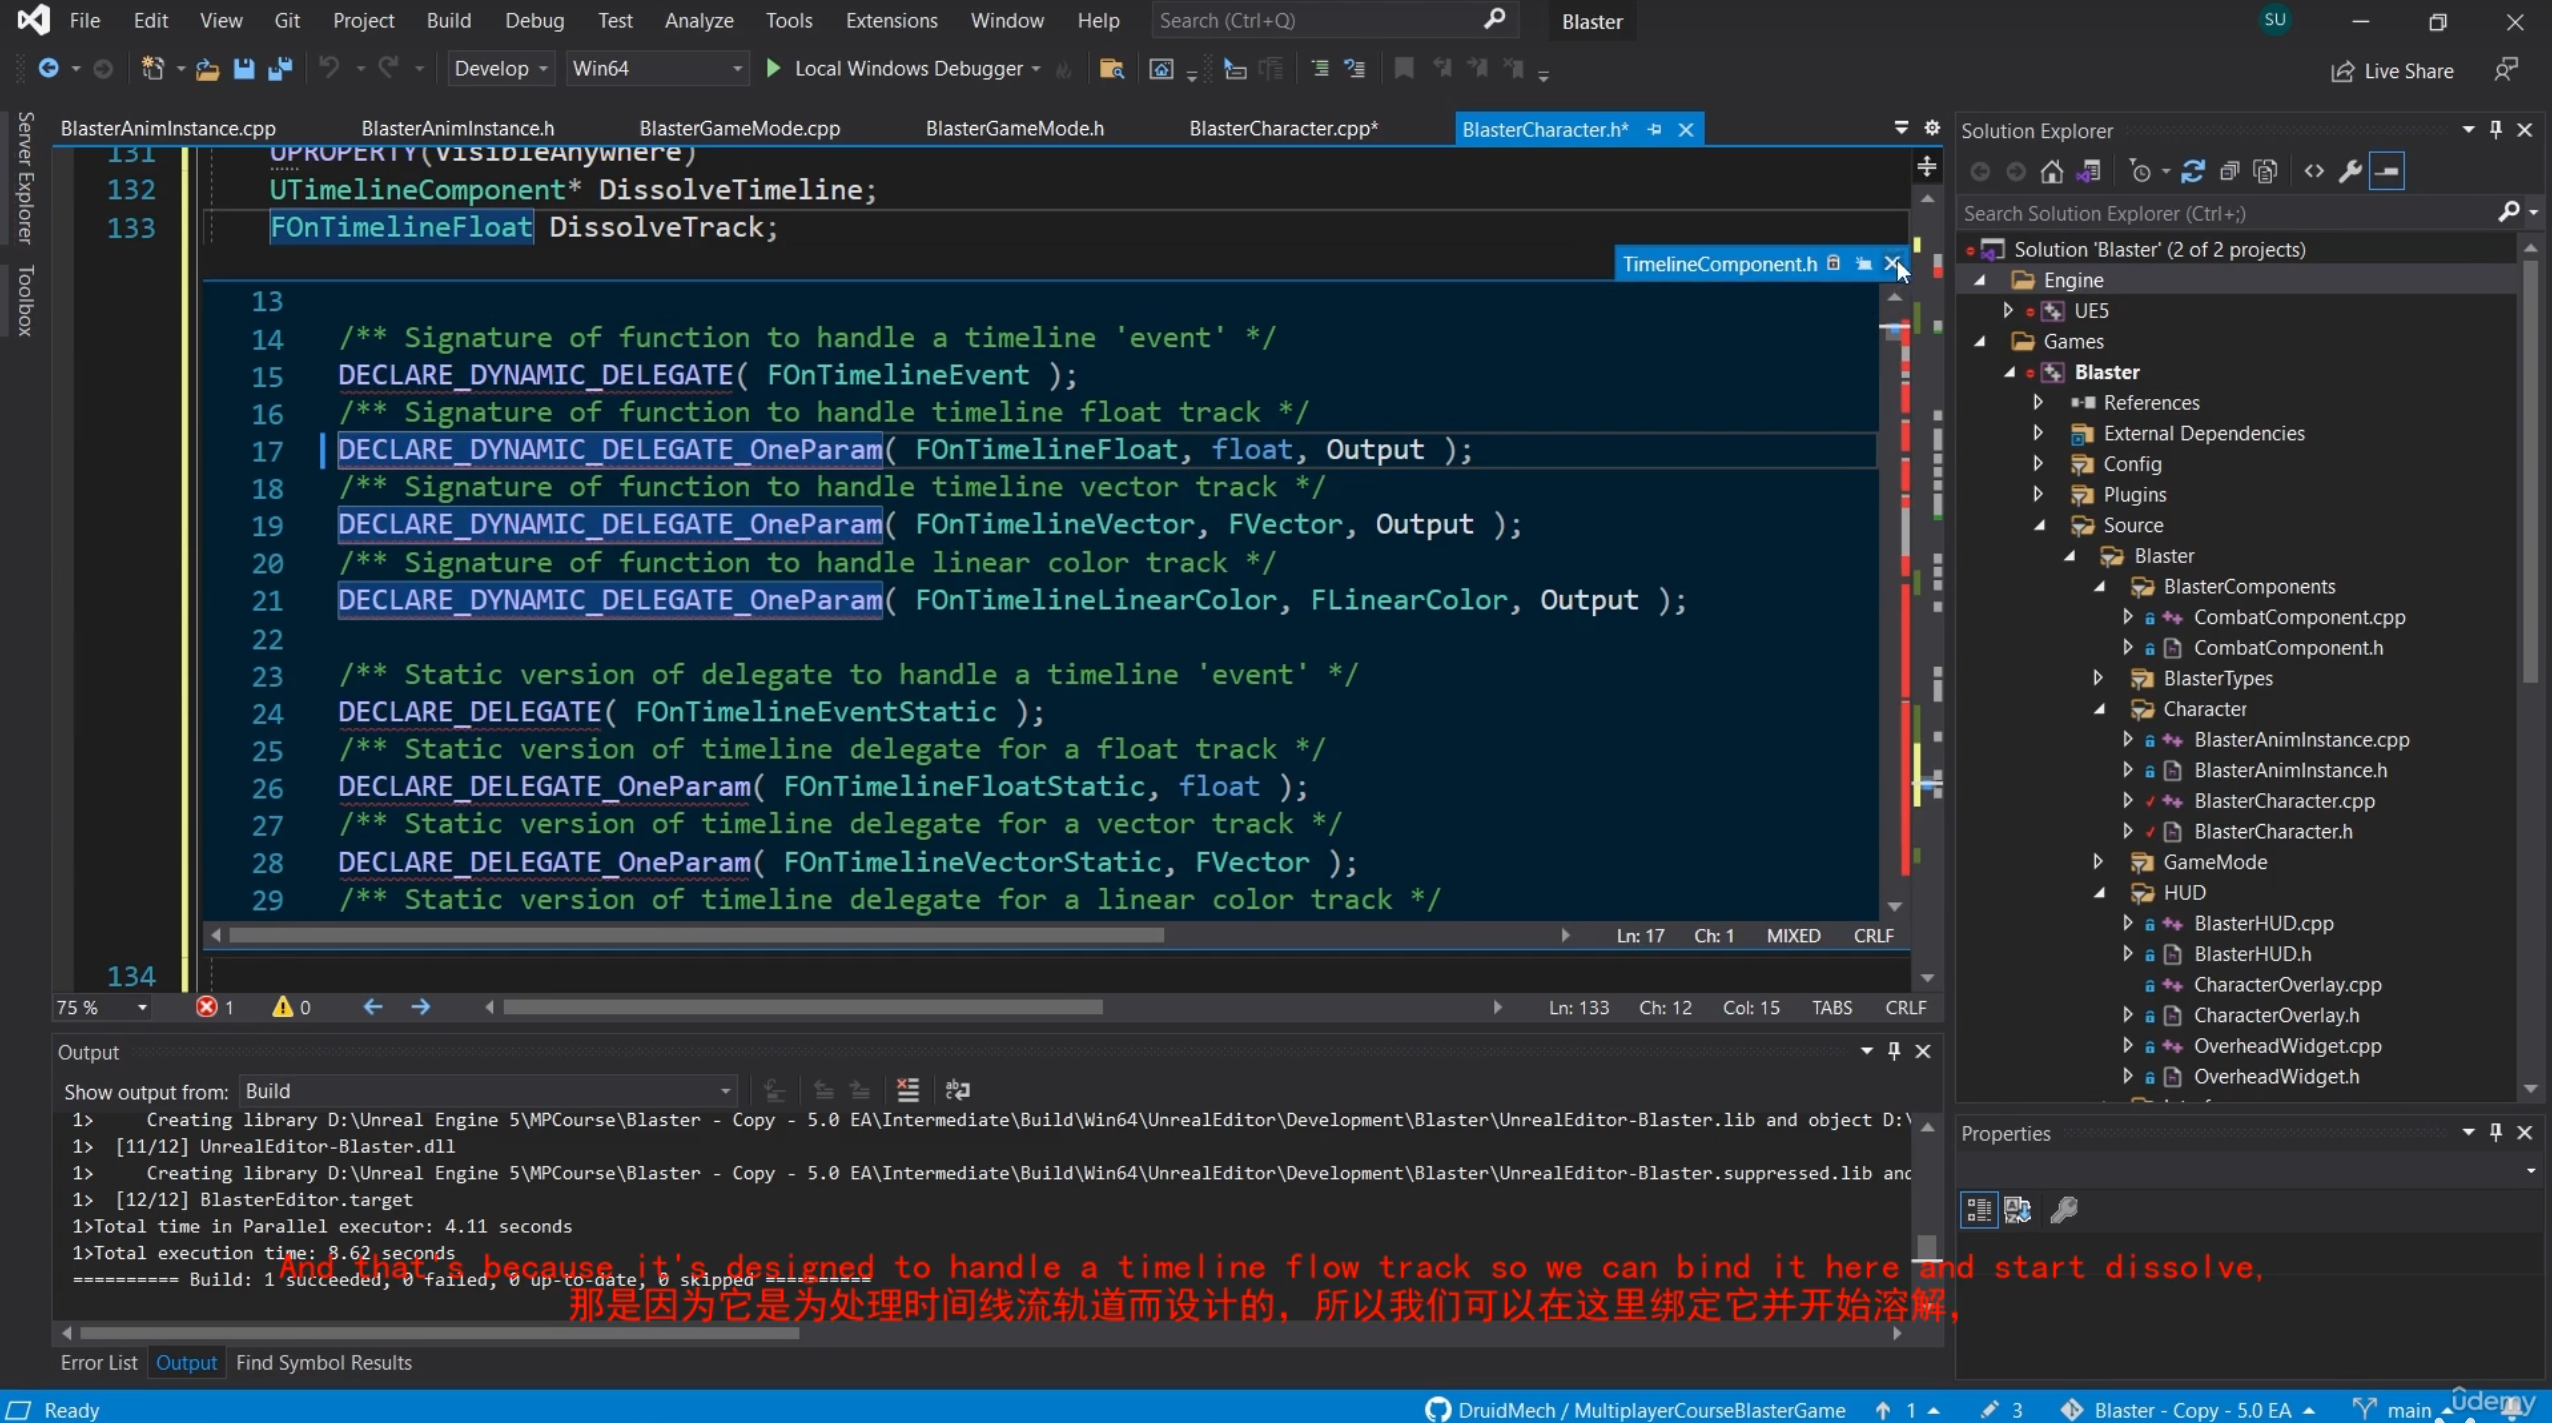 File Edit View Git Project Build Debug Test Analyze Tools Extensions Window Help Search (Ctrl+Q) Blaster SU
Develop Win64 Local Windows Debugger Live Share
Server Explorer
Toolbox
BlasterAnimInstance.cpp BlasterAnimInstance.h BlasterGameMode.cpp BlasterGameMode.h BlasterCharacter.cpp* BlasterCharacter.h*
131 UPROPERTY(VisibleAnywhere)
132 UTimelineComponent* DissolveTimeline;
133 FOnTimelineFloat DissolveTrack;
TimelineComponent.h
13
14 /** Signature of function to handle a timeline 'event' */
15 DECLARE_DYNAMIC_DELEGATE( FOnTimelineEvent );
16 /** Signature of function to handle timeline float track */
17 DECLARE_DYNAMIC_DELEGATE_OneParam( FOnTimelineFloat, float, Output );
18 /** Signature of function to handle timeline vector track */
19 DECLARE_DYNAMIC_DELEGATE_OneParam( FOnTimelineVector, FVector, Output );
20 /** Signature of function to handle linear color track */
21 DECLARE_DYNAMIC_DELEGATE_OneParam( FOnTimelineLinearColor, FLinearColor, Output );
22
23 /** Static version of delegate to handle a timeline 'event' */
24 DECLARE_DELEGATE( FOnTimelineEventStatic );
25 /** Static version of timeline delegate for a float track */
26 DECLARE_DELEGATE_OneParam( FOnTimelineFloatStatic, float );
27 /** Static version of timeline delegate for a vector track */
28 DECLARE_DELEGATE_OneParam( FOnTimelineVectorStatic, FVector );
29 /** Static version of timeline delegate for a linear color track */
Ln: 17 Ch: 1 MIXED CRLF
134
75 % 1 0 Ln: 133 Ch: 12 Col: 15 TABS CRLF
Output
Show output from: Build
1> Creating library D:\Unreal Engine 5\MPCourse\Blaster - Copy - 5.0 EA\Intermediate\Build\Win64\UnrealEditor\Development\Blaster\UnrealEditor-Blaster.lib and object D:\
1> [11/12] UnrealEditor-Blaster.dll
1> Creating library D:\Unreal Engine 5\MPCourse\Blaster - Copy - 5.0 EA\Intermediate\Build\Win64\UnrealEditor\Development\Blaster\UnrealEditor-Blaster.suppressed.lib and
1> [12/12] BlasterEditor.target
1>Total time in Parallel executor: 4.11 seconds
1>Total execution time: 8.62 seconds
========== Build: 1 succeeded, 0 failed, 0 up-to-date, 0 skipped ==========
And that's because it's designed to handle a timeline flow track so we can bind it here and start dissolve,
那是因为它是为处理时间线流轨道而设计的，所以我们可以在这里绑定它并开始溶解，
Error List Output Find Symbol Results
Solution Explorer
Search Solution Explorer (Ctrl+;)
Solution 'Blaster' (2 of 2 projects)
Engine
UE5
Games
Blaster
References
External Dependencies
Config
Plugins
Source
Blaster
BlasterComponents
CombatComponent.cpp
CombatComponent.h
BlasterTypes
Character
BlasterAnimInstance.cpp
BlasterAnimInstance.h
BlasterCharacter.cpp
BlasterCharacter.h
GameMode
HUD
BlasterHUD.cpp
BlasterHUD.h
CharacterOverlay.cpp
CharacterOverlay.h
OverheadWidget.cpp
OverheadWidget.h
Properties
Ready DruidMech / MultiplayerCourseBlasterGame 1 3 Blaster - Copy - 5.0 EA main
ûdemy